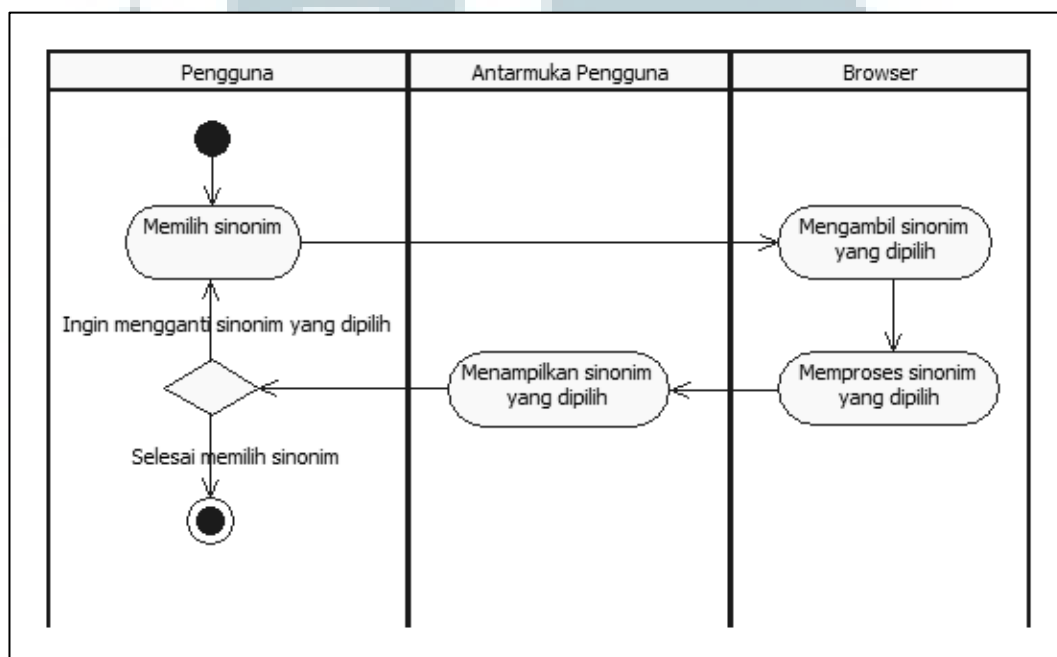 Pengguna
Antarmuka Pengguna
Browser
Memilih sinonim
Mengambil sinonim
yang dipilih
Ingin mengganti sinonim yang dipilih
Menampilkan sinonim
yang dipilih
Memproses sinonim
yang dipilih
Selesai memilih sinonim